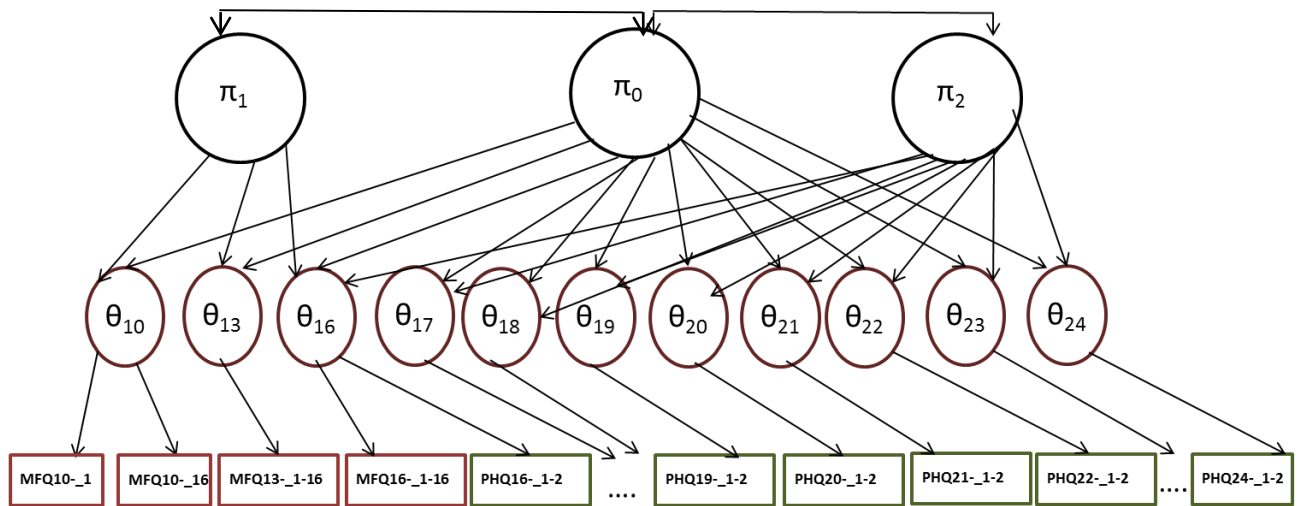 π₁ π₀ π₂
θ₁₀ θ₁₃ θ₁₆ θ₁₇ θ₁₈ θ₁₉ θ₂₀ θ₂₁ θ₂₂ θ₂₃ θ₂₄
MFQ10-_1 MFQ10-_16 MFQ13-_1-16 MFQ16-_1-16 PHQ16-_1-2 .... PHQ19-_1-2 PHQ20-_1-2 PHQ21-_1-2 PHQ22-_1-2 .... PHQ24-_1-2